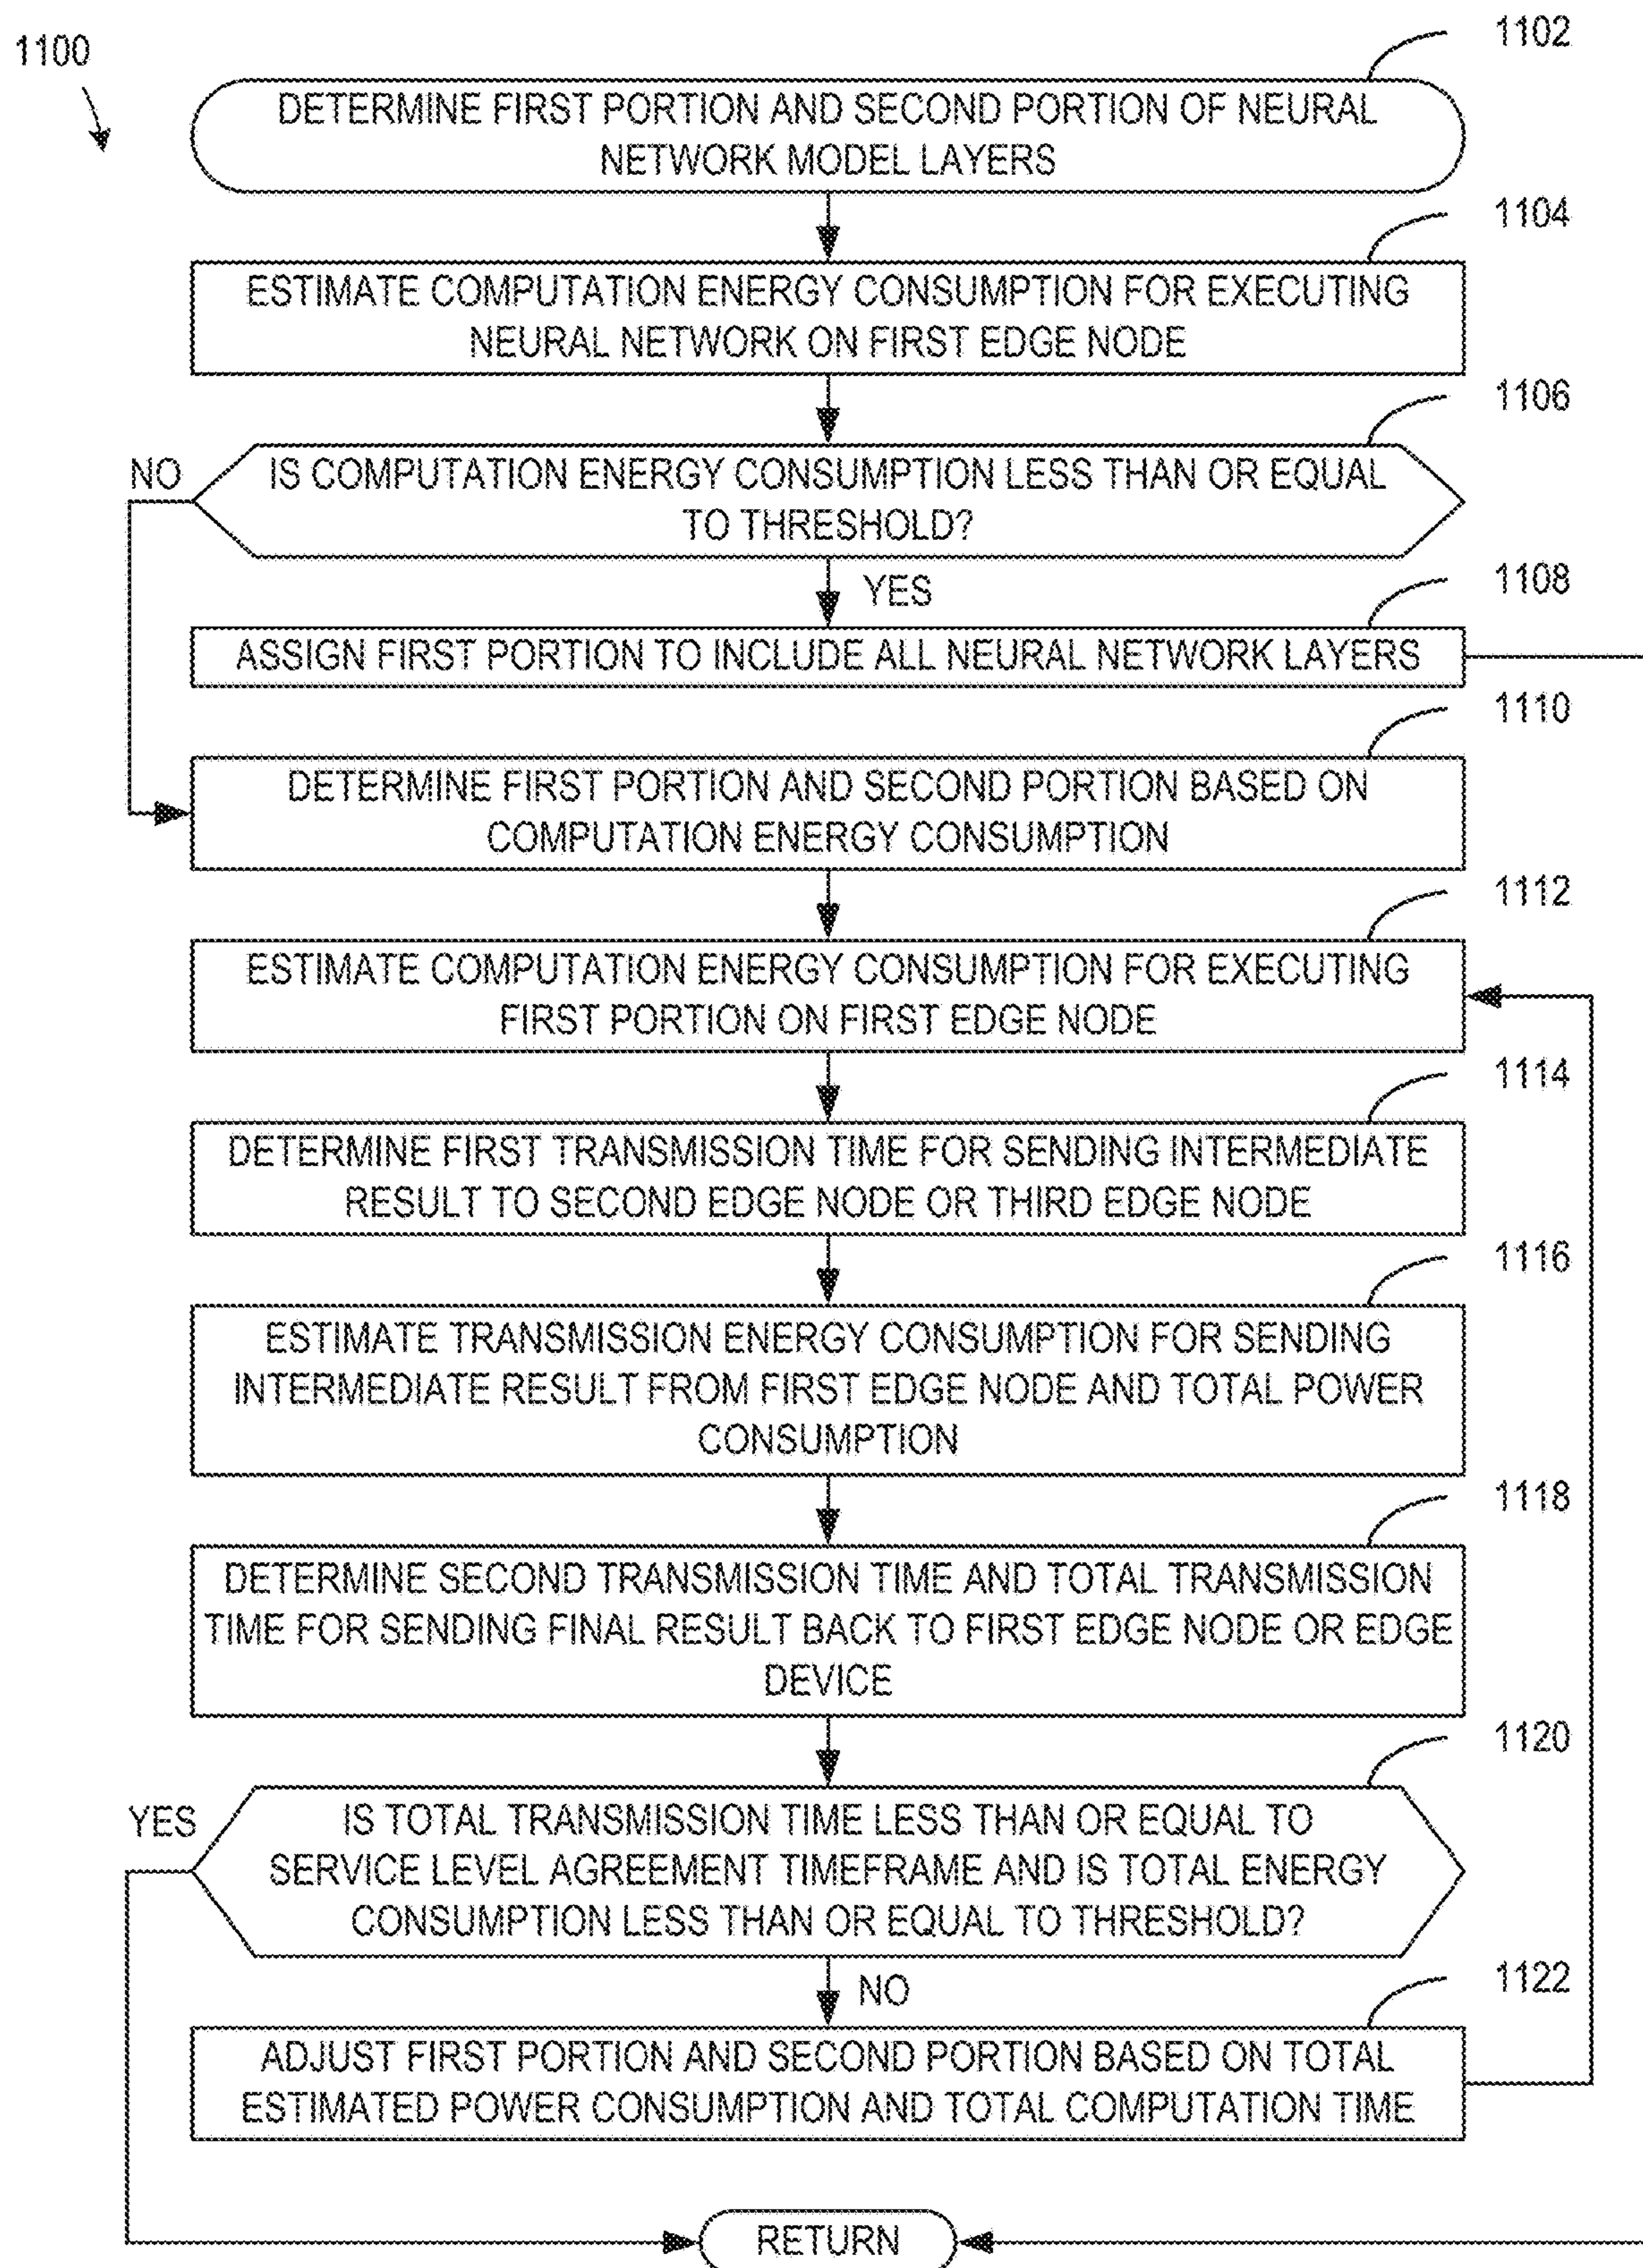 1100
1102
DETERMINE FIRST PORTION AND SECOND PORTION OF NEURAL
NETWORK MODEL LAYERS
1104
ESTIMATE COMPUTATION ENERGY CONSUMPTION FOR EXECUTING
NEURAL NETWORK ON FIRST EDGE NODE
1106
NO
IS COMPUTATION ENERGY CONSUMPTION LESS THAN OR EQUAL
TO THRESHOLD?
YES
1108
ASSIGN FIRST PORTION TO INCLUDE ALL NEURAL NETWORK LAYERS
1110
DETERMINE FIRST PORTION AND SECOND PORTION BASED ON
COMPUTATION ENERGY CONSUMPTION
1112
ESTIMATE COMPUTATION ENERGY CONSUMPTION FOR EXECUTING
FIRST PORTION ON FIRST EDGE NODE
1114
DETERMINE FIRST TRANSMISSION TIME FOR SENDING INTERMEDIATE
RESULT TO SECOND EDGE NODE OR THIRD EDGE NODE
1116
ESTIMATE TRANSMISSION ENERGY CONSUMPTION FOR SENDING
INTERMEDIATE RESULT FROM FIRST EDGE NODE AND TOTAL POWER
CONSUMPTION
1118
DETERMINE SECOND TRANSMISSION TIME AND TOTAL TRANSMISSION
TIME FOR SENDING FINAL RESULT BACK TO FIRST EDGE NODE OR EDGE
DEVICE
1120
YES
IS TOTAL TRANSMISSION TIME LESS THAN OR EQUAL TO
SERVICE LEVEL AGREEMENT TIMEFRAME AND IS TOTAL ENERGY
CONSUMPTION LESS THAN OR EQUAL TO THRESHOLD?
NO
1122
ADJUST FIRST PORTION AND SECOND PORTION BASED ON TOTAL
ESTIMATED POWER CONSUMPTION AND TOTAL COMPUTATION TIME
RETURN